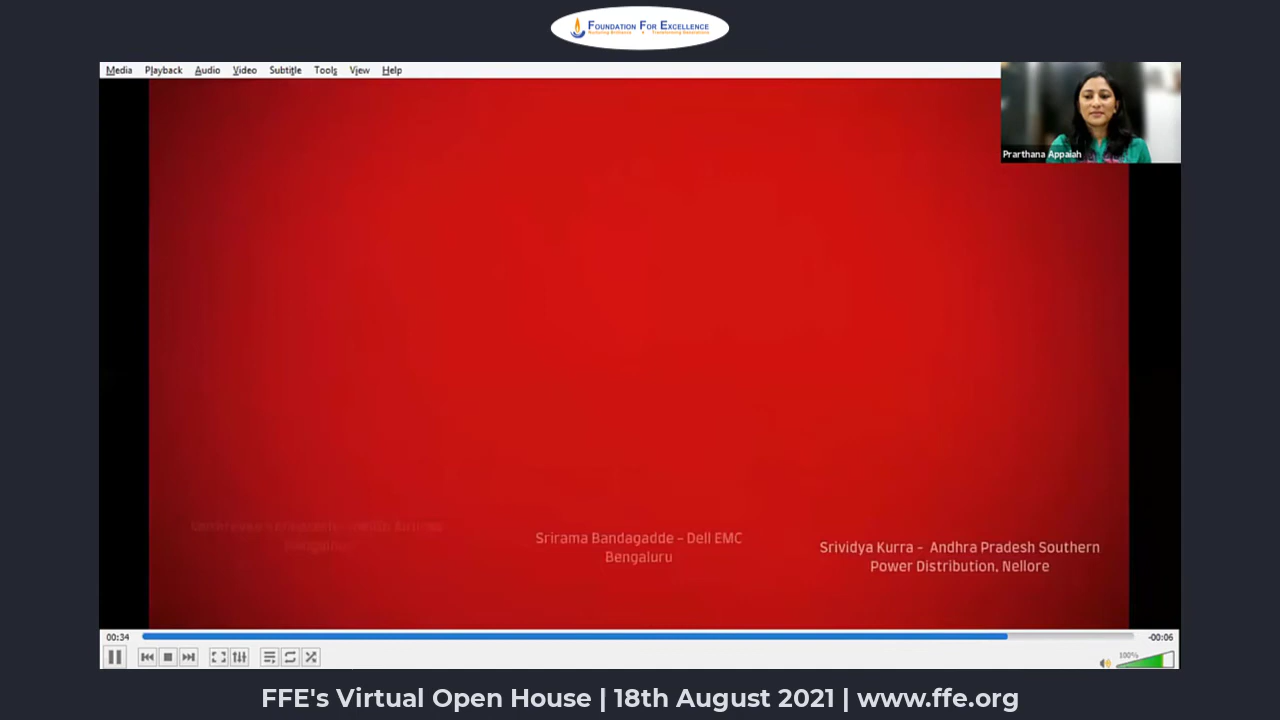 FOUNDATION FOR EXCELLENCE
Media Playback Audio Video Subtitle Tools View Help
Prarthana Appaiah
Srirama Bandagadde - Dell EMC
Bengaluru
Srividya Kurra - Andhra Pradesh Southern
Power Distribution, Nellore
00:34
-00:06
100%
FFE's Virtual Open House | 18th August 2021 | www.ffe.org